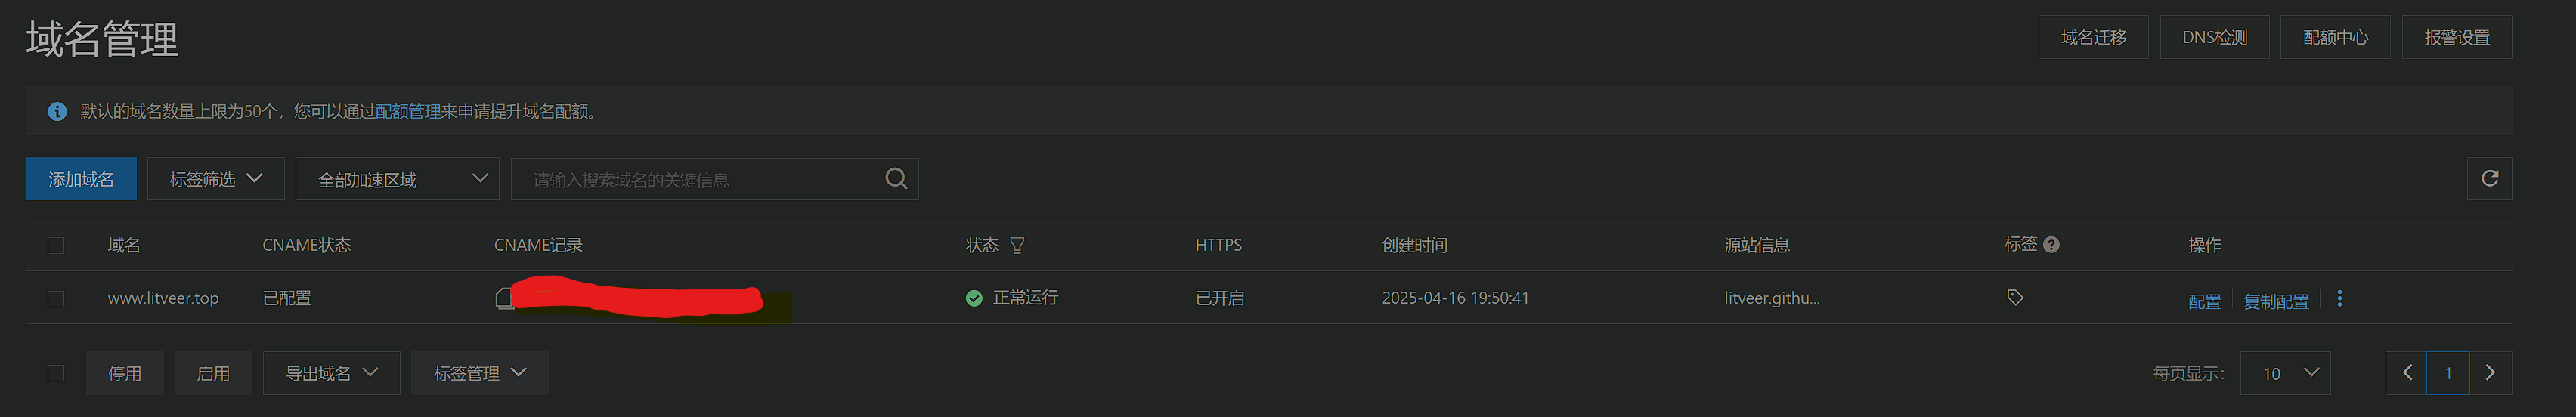 域名管理
域名迁移 DNS检测 配额中心 报警设置
默认的域名数量上限为50个，您可以通过配额管理来申请提升域名配额。
添加域名 标签筛选 全部加速区域 请输入搜索域名的关键信息
域名 CNAME状态 CNAME记录 状态 HTTPS 创建时间 源站信息 标签 操作
www.litveer.top 已配置 正常运行 已开启 2025-04-16 19:50:41 litveer.githu... 配置 复制配置
停用 启用 导出域名 标签管理 每页显示： 10 1